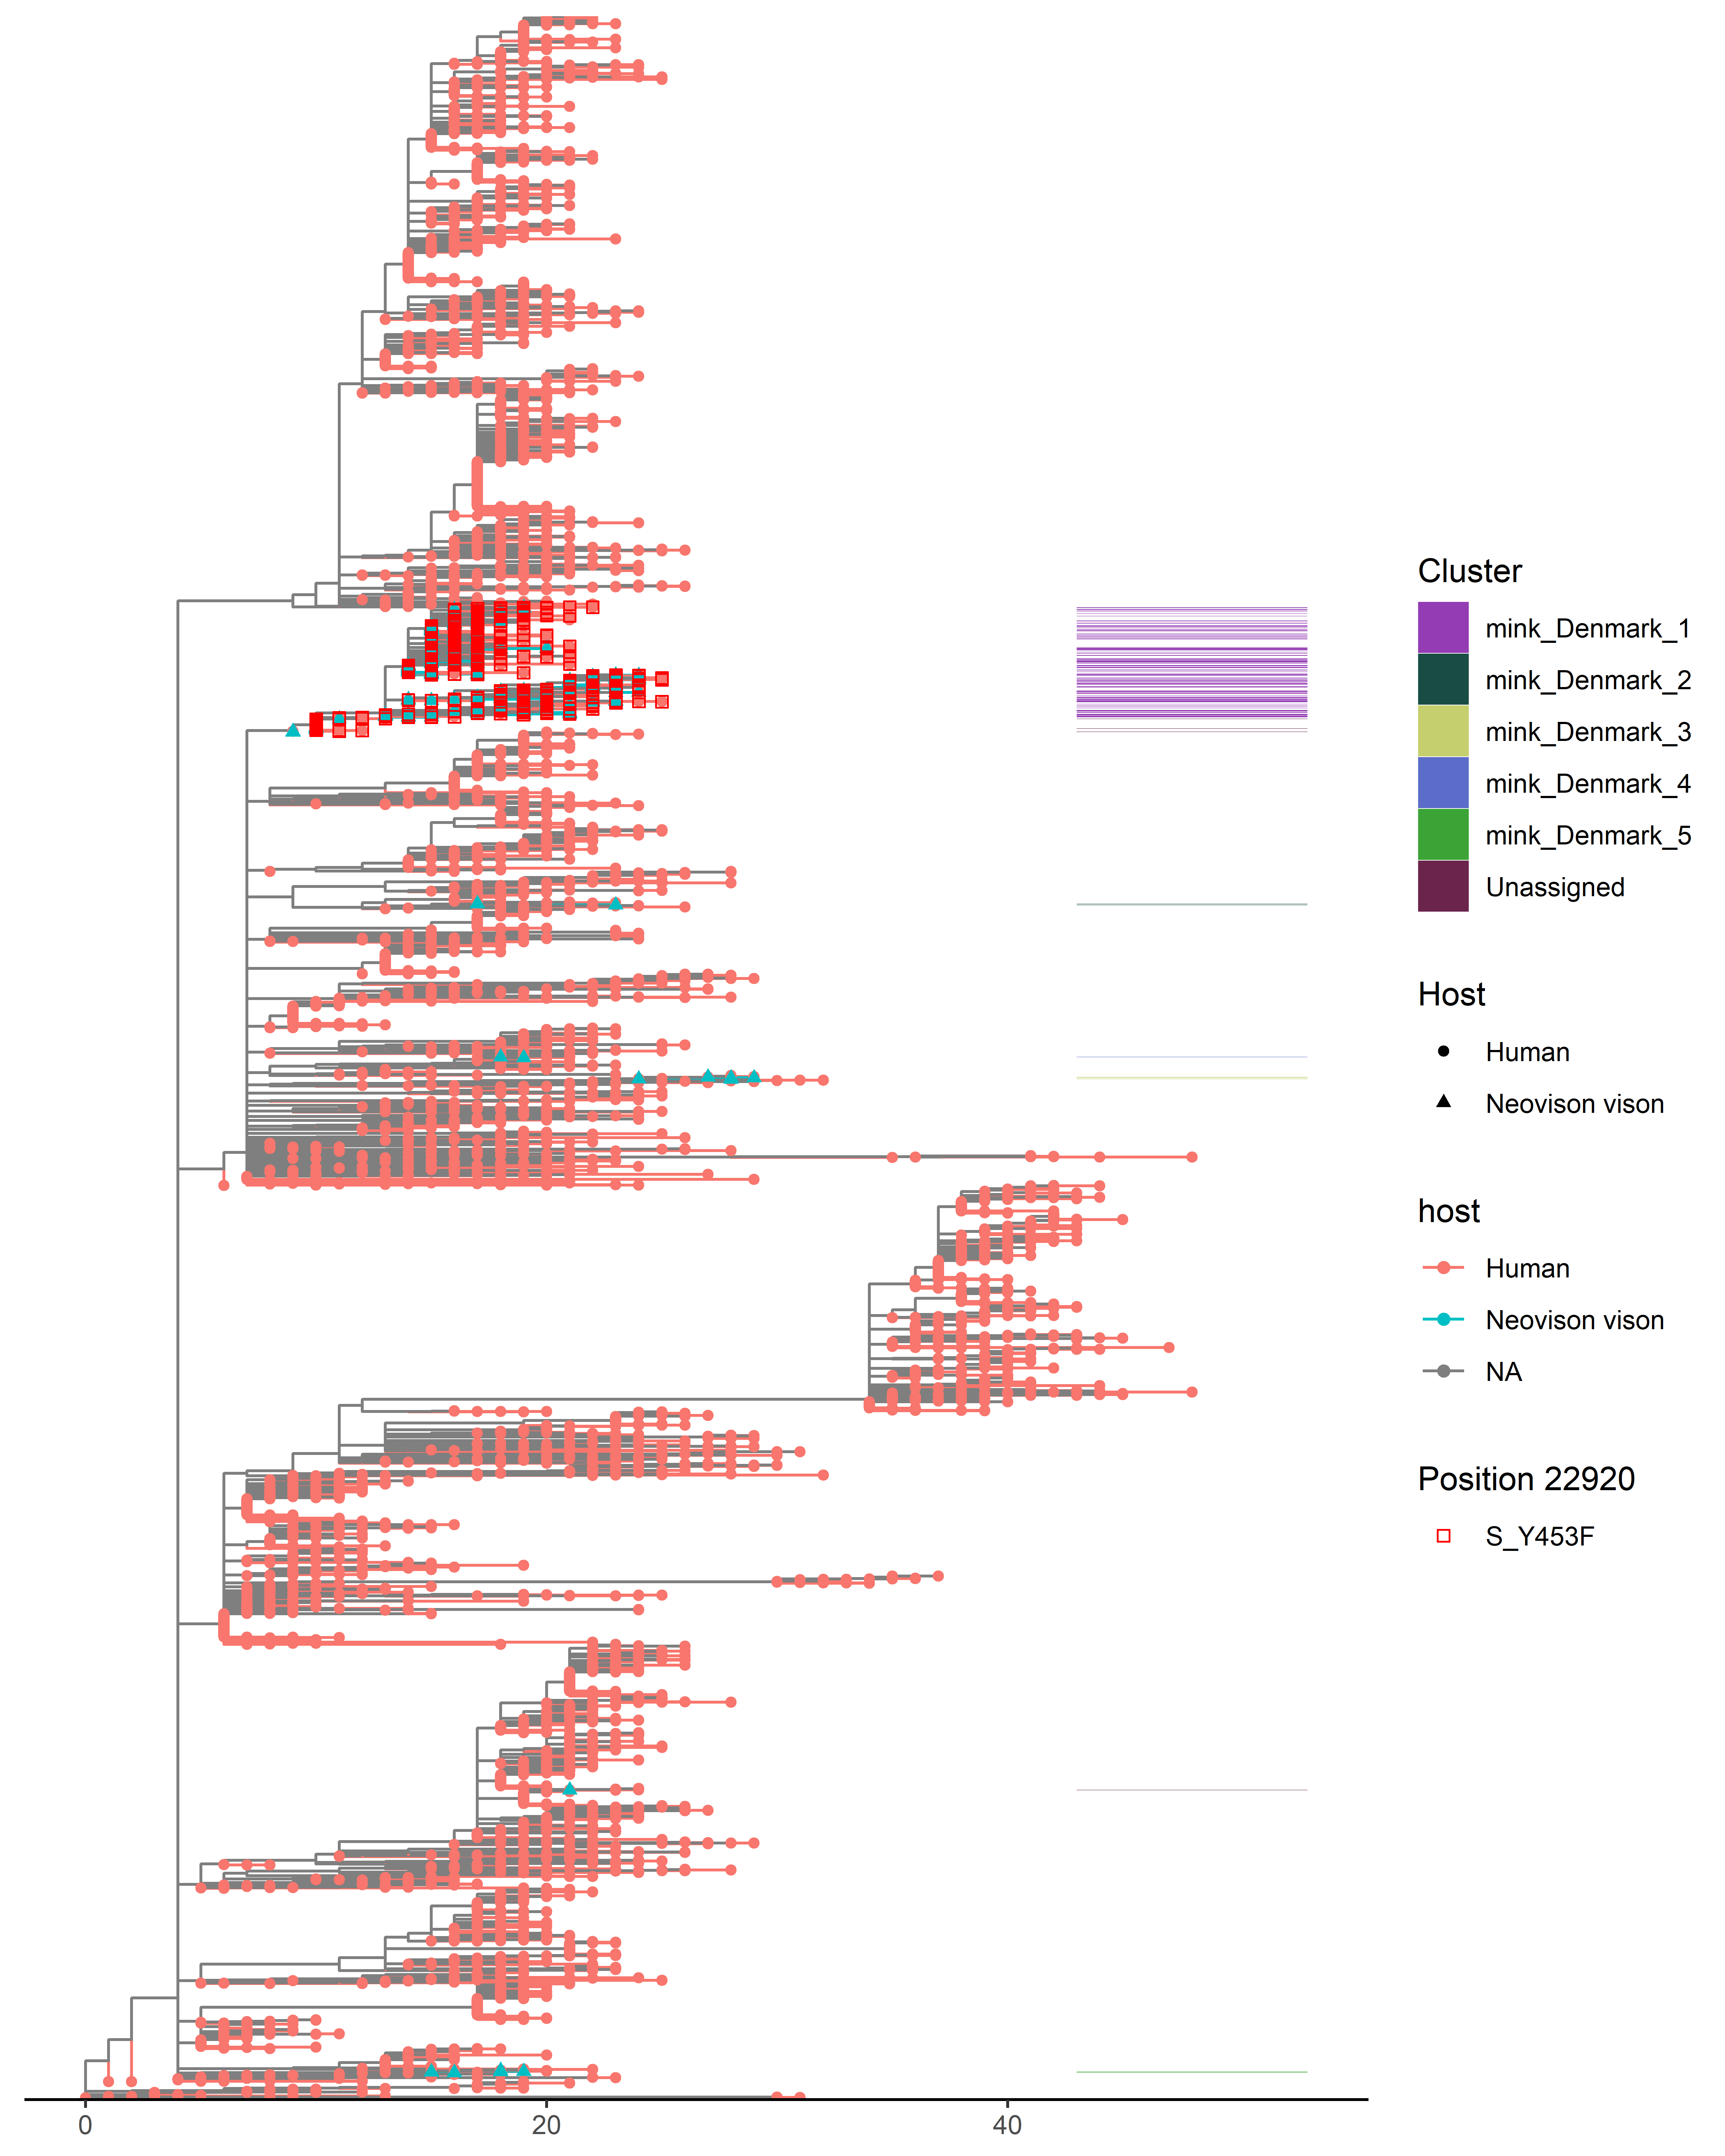 Cluster
mink_Denmark_1
mink_Denmark_2
mink_Denmark_3
mink_Denmark_4
mink_Denmark_5
Unassigned
Host
Human
Neovison vison
host
Human
Neovison vison
NA
Position 22920
S_Y453F
0 20 40